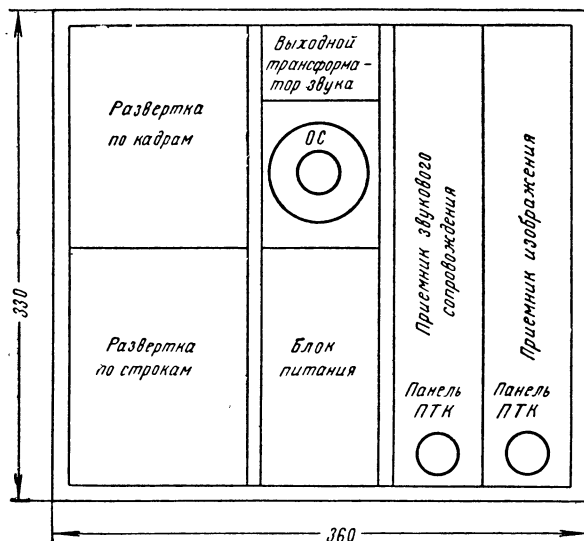 Развертка
по кадрам
Выходной
трансforма-
тор звука
ОС
Развертка
по строкам
Блок
питания
Приемник звукового
сопровождения
Панель
ПТК
Приемник изображения
Панель
ПТК
330
360